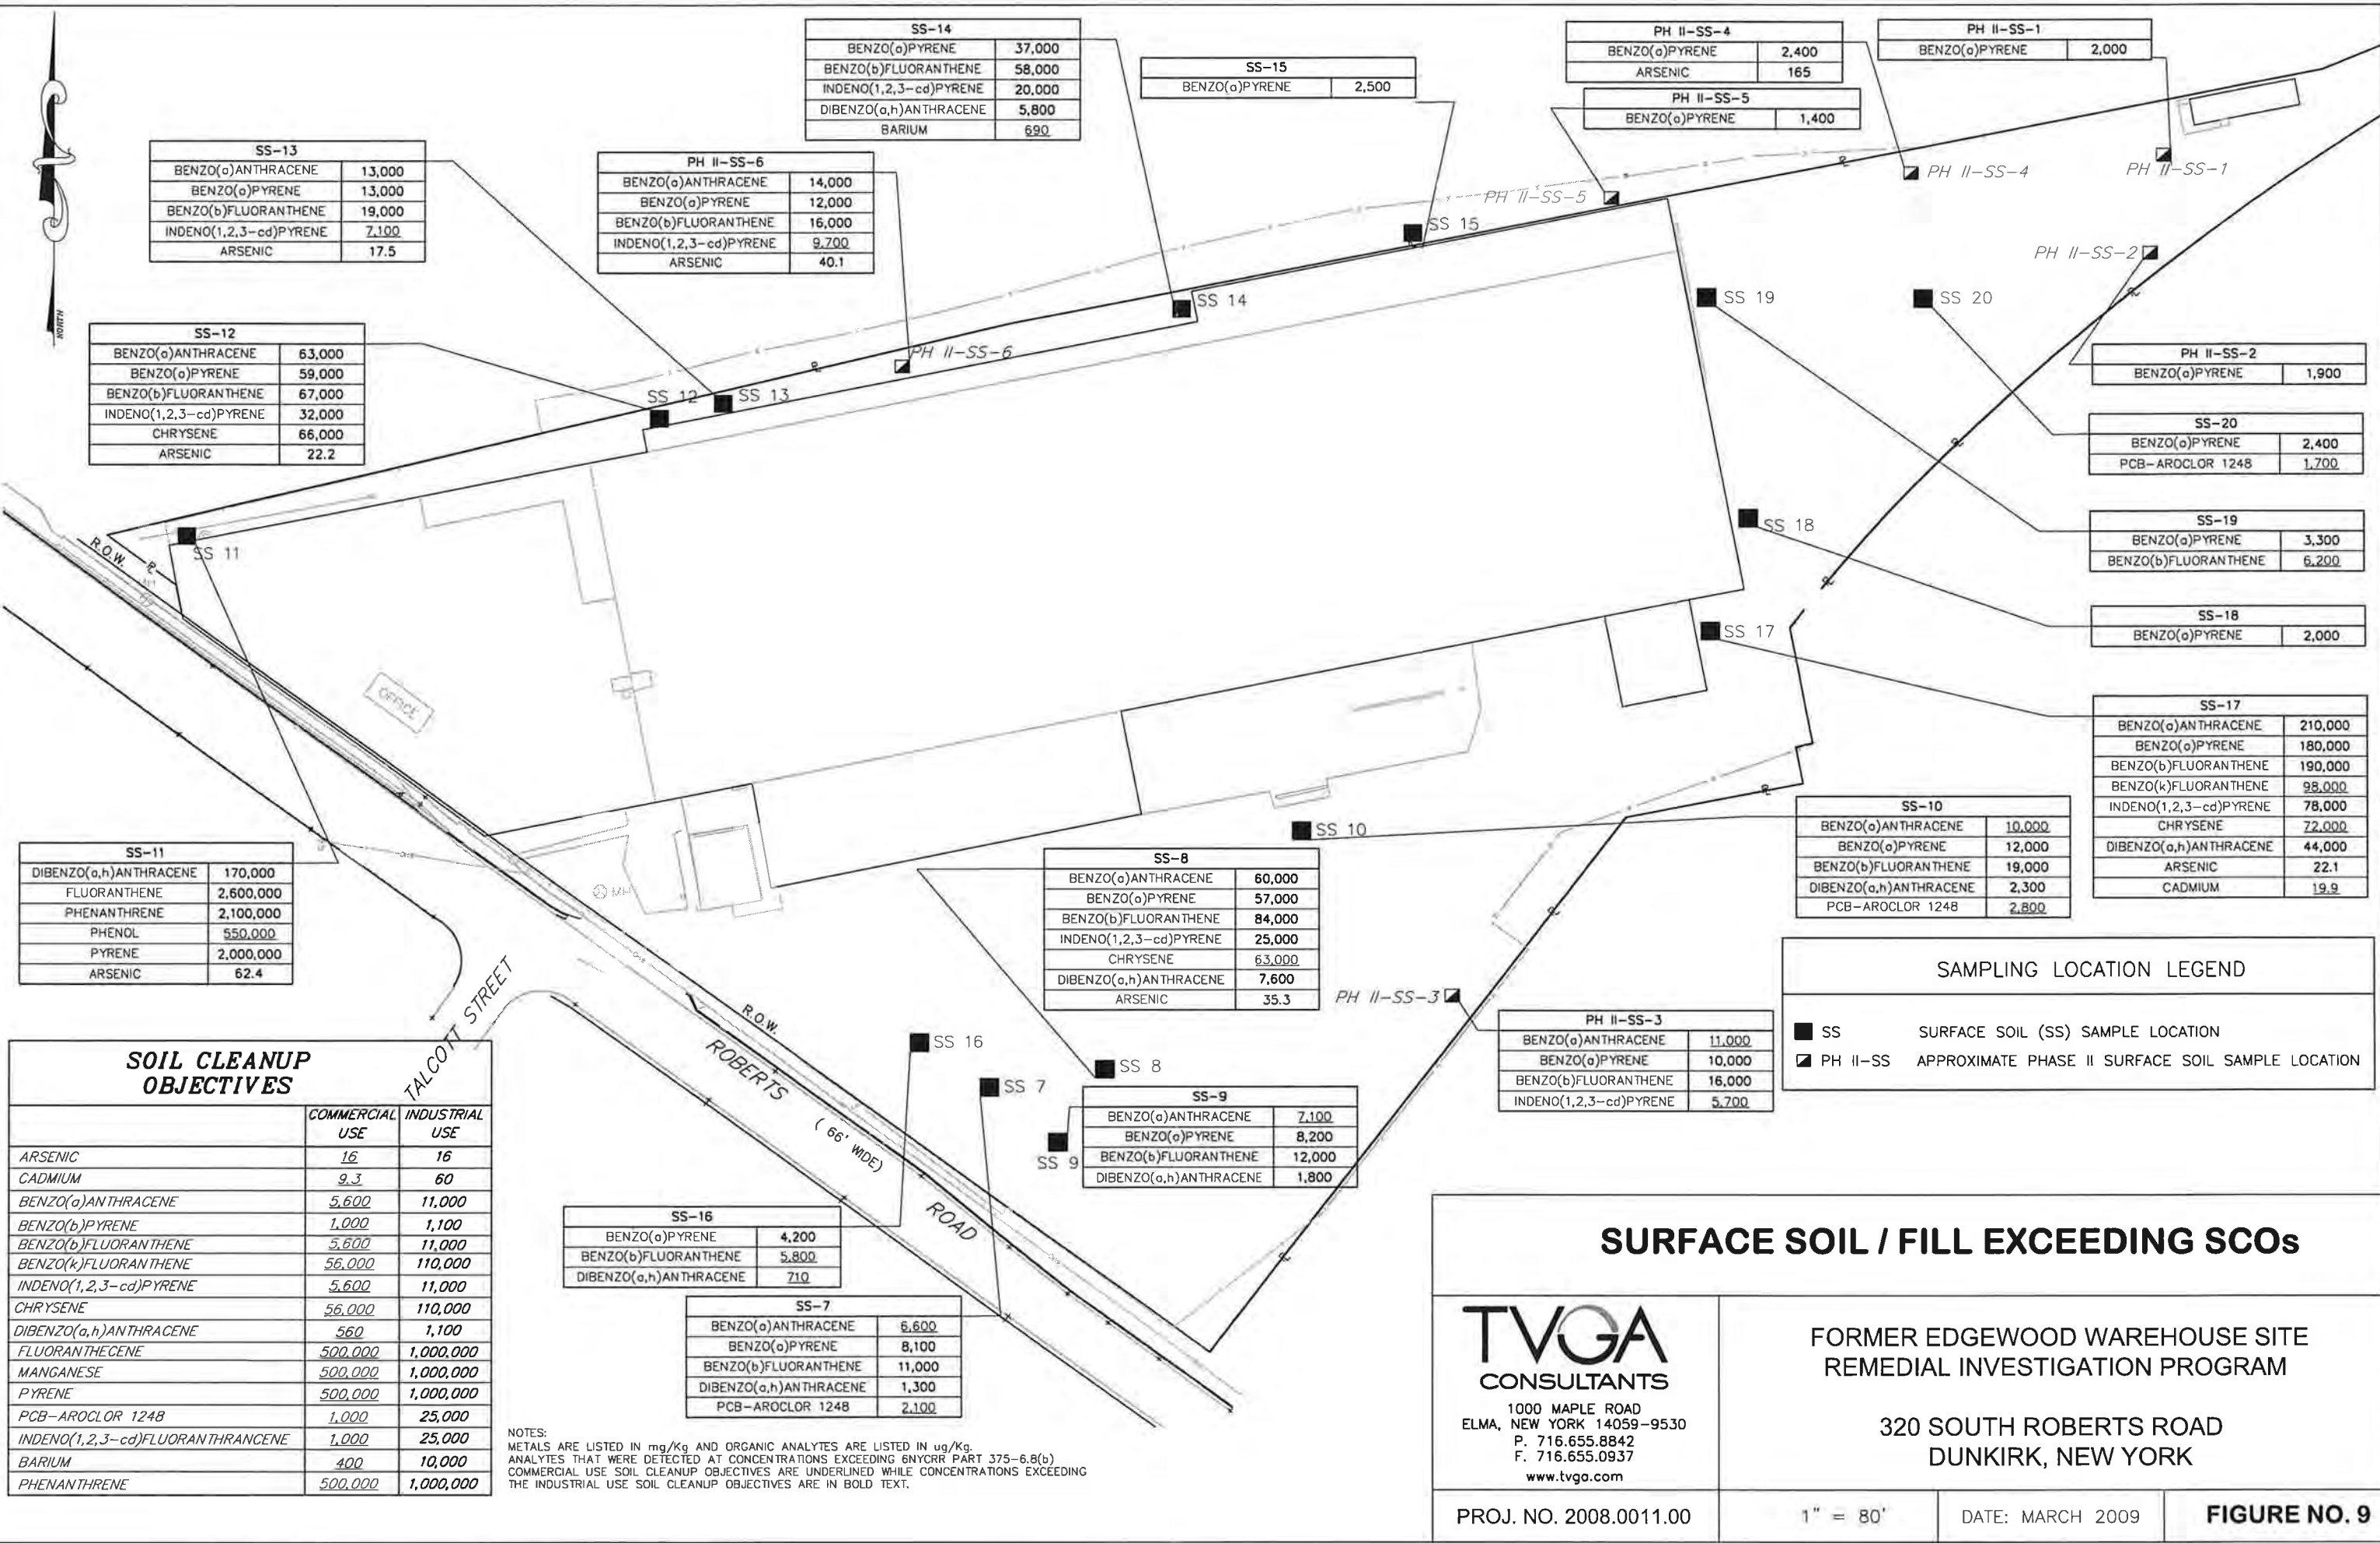 NORTH
SS-14
BENZO(a)PYRENE 37,000
BENZO(b)FLUORANTHENE 58,000
INDENO(1,2,3-cd)PYRENE 20,000
DIBENZO(a,h)ANTHRACENE 5,800
BARIUM 690
SS-15
BENZO(a)PYRENE 2,500
PH II-SS-4
BENZO(a)PYRENE 2,400
ARSENIC 165
PH II-SS-1
BENZO(a)PYRENE 2,000
PH II-SS-5
BENZO(a)PYRENE 1,400
SS-13
BENZO(a)ANTHRACENE 13,000
BENZO(a)PYRENE 13,000
BENZO(b)FLUORANTHENE 19,000
INDENO(1,2,3-cd)PYRENE 7,100
ARSENIC 17.5
PH II-SS-6
BENZO(a)ANTHRACENE 14,000
BENZO(a)PYRENE 12,000
BENZO(b)FLUORANTHENE 16,000
INDENO(1,2,3-cd)PYRENE 9,700
ARSENIC 40.1
SS-12
BENZO(a)ANTHRACENE 63,000
BENZO(a)PYRENE 59,000
BENZO(b)FLUORANTHENE 67,000
INDENO(1,2,3-cd)PYRENE 32,000
CHRYSENE 66,000
ARSENIC 22.2
PH II-SS-4
PH II-SS-1
PH II-SS-5
SS 15
PH II-SS-2
SS 14
SS 19
SS 20
PH II-SS-6
SS 12
SS 13
PH II-SS-2
BENZO(a)PYRENE 1,900
SS-20
BENZO(a)PYRENE 2,400
PCB-AROCLOR 1248 1,700
SS-19
BENZO(a)PYRENE 3,300
BENZO(b)FLUORANTHENE 6,200
SS 18
SS-18
BENZO(a)PYRENE 2,000
SS 11
R.O.W.
SS 17
OFFICE
SS-17
BENZO(a)ANTHRACENE 210,000
BENZO(a)PYRENE 180,000
BENZO(b)FLUORANTHENE 190,000
BENZO(k)FLUORANTHENE 98,000
INDENO(1,2,3-cd)PYRENE 78,000
CHRYSENE 72,000
DIBENZO(a,h)ANTHRACENE 44,000
ARSENIC 22.1
CADMIUM 19.9
SS-10
BENZO(a)ANTHRACENE 10,000
BENZO(a)PYRENE 12,000
BENZO(b)FLUORANTHENE 19,000
DIBENZO(a,h)ANTHRACENE 2,300
PCB-AROCLOR 1248 2,800
SS 10
SS-11
DIBENZO(a,h)ANTHRACENE 170,000
FLUORANTHENE 2,600,000
PHENANTHRENE 2,100,000
PHENOL 550,000
PYRENE 2,000,000
ARSENIC 62.4
MH
SS-8
BENZO(a)ANTHRACENE 60,000
BENZO(a)PYRENE 57,000
BENZO(b)FLUORANTHENE 84,000
INDENO(1,2,3-cd)PYRENE 25,000
CHRYSENE 63,000
DIBENZO(a,h)ANTHRACENE 7,600
ARSENIC 35.3
PH II-SS-3
PH II-SS-3
BENZO(a)ANTHRACENE 11,000
BENZO(a)PYRENE 10,000
BENZO(b)FLUORANTHENE 16,000
INDENO(1,2,3-cd)PYRENE 5,700
SAMPLING LOCATION LEGEND
SS SURFACE SOIL (SS) SAMPLE LOCATION
PH II-SS APPROXIMATE PHASE II SURFACE SOIL SAMPLE LOCATION
TALCOTT STREET
R.O.W.
ROBERTS
( 66' WIDE)
ROAD
SS 16
SS 8
SS 7
SS 9
SS-9
BENZO(a)ANTHRACENE 7,100
BENZO(a)PYRENE 8,200
BENZO(b)FLUORANTHENE 12,000
DIBENZO(a,h)ANTHRACENE 1,800
SS-16
BENZO(a)PYRENE 4,200
BENZO(b)FLUORANTHENE 5,800
DIBENZO(a,h)ANTHRACENE 710
SS-7
BENZO(a)ANTHRACENE 6,600
BENZO(a)PYRENE 8,100
BENZO(b)FLUORANTHENE 11,000
DIBENZO(a,h)ANTHRACENE 1,300
PCB-AROCLOR 1248 2,100
SOIL CLEANUP
OBJECTIVES
COMMERCIAL INDUSTRIAL
USE USE
ARSENIC 16 16
CADMIUM 9.3 60
BENZO(a)ANTHRACENE 5,600 11,000
BENZO(b)PYRENE 1,000 1,100
BENZO(b)FLUORANTHENE 5,600 11,000
BENZO(k)FLUORANTHENE 56,000 110,000
INDENO(1,2,3-cd)PYRENE 5,600 11,000
CHRYSENE 56,000 110,000
DIBENZO(a,h)ANTHRACENE 560 1,100
FLUORANTHECENE 500,000 1,000,000
MANGANESE 500,000 1,000,000
PYRENE 500,000 1,000,000
PCB-AROCLOR 1248 1,000 25,000
INDENO(1,2,3-cd)FLUORANTHRANCENE 1,000 25,000
BARIUM 400 10,000
PHENANTHRENE 500,000 1,000,000
NOTES:
METALS ARE LISTED IN mg/Kg AND ORGANIC ANALYTES ARE LISTED IN ug/Kg.
ANALYTES THAT WERE DETECTED AT CONCENTRATIONS EXCEEDING 6NYCRR PART 375-6.8(b)
COMMERCIAL USE SOIL CLEANUP OBJECTIVES ARE UNDERLINED WHILE CONCENTRATIONS EXCEEDING
THE INDUSTRIAL USE SOIL CLEANUP OBJECTIVES ARE IN BOLD TEXT.
SURFACE SOIL / FILL EXCEEDING SCOs
TVGA
CONSULTANTS
1000 MAPLE ROAD
ELMA, NEW YORK 14059-9530
P. 716.655.8842
F. 716.655.0937
www.tvga.com
FORMER EDGEWOOD WAREHOUSE SITE
REMEDIAL INVESTIGATION PROGRAM
320 SOUTH ROBERTS ROAD
DUNKIRK, NEW YORK
PROJ. NO. 2008.0011.00
1" = 80'
DATE: MARCH 2009
FIGURE NO. 9